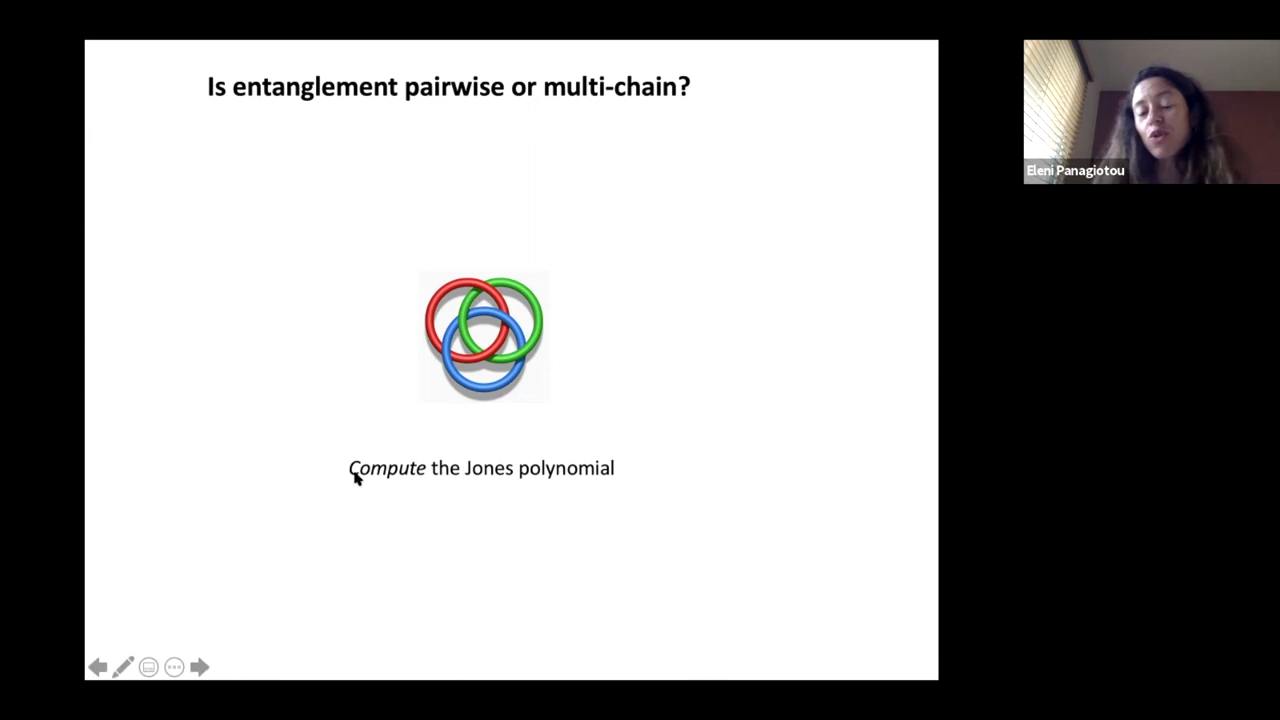 Is entanglement pairwise or multi-chain?
Compute the Jones polynomial
Eleni Panagiotou